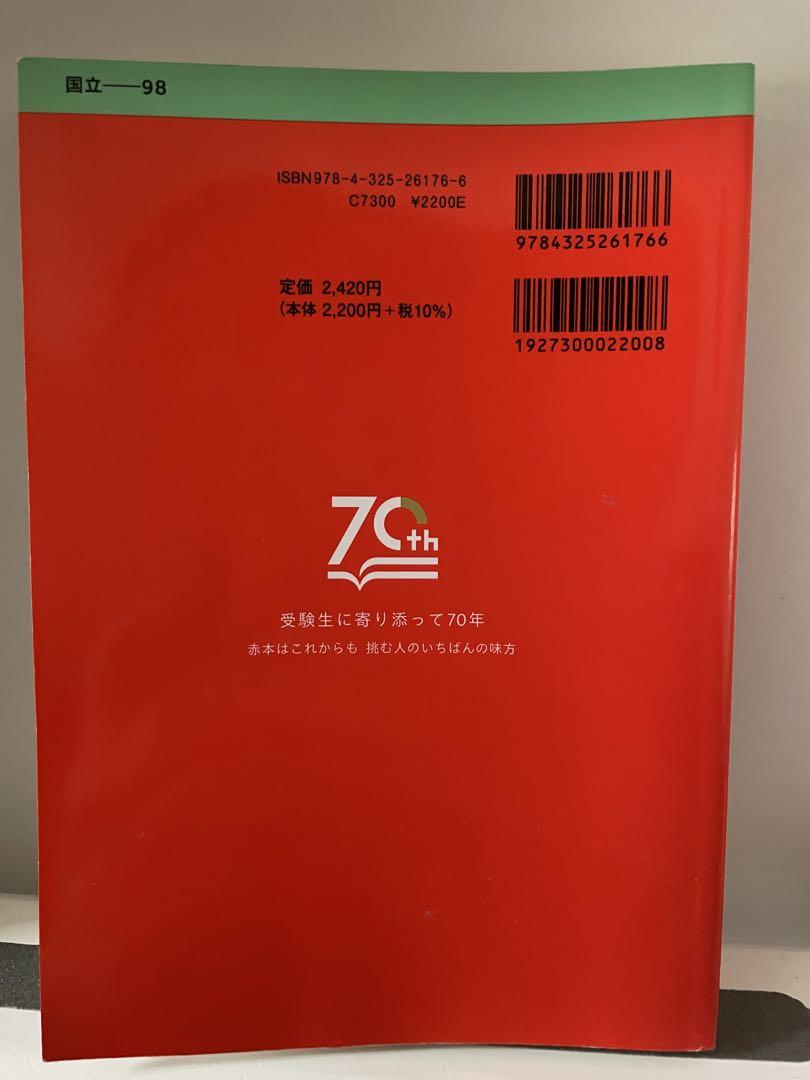 国立――98
ISBN978-4-325-26176-6
C7300 ¥2200E
9784325261766
定価 2,420円
(本体 2,200円+税10%)
1927300022008
70th
受験生に寄り添って70年
赤本はこれからも 挑む人のいちばんの味方